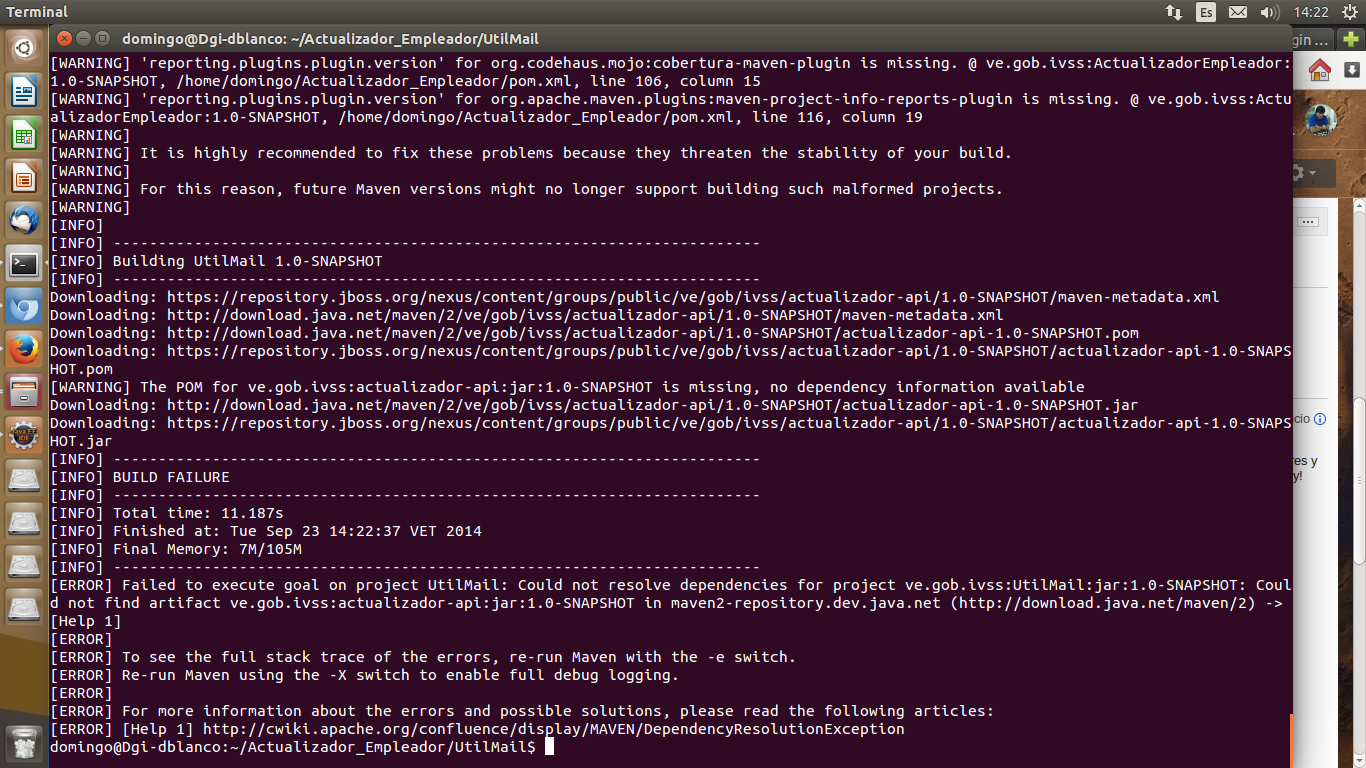 Terminal
Es
14:22
domingo@Dgi-dblanco: ~/Actualizador_Empleador/UtilMail
gin ...
[WARNING] 'reporting.plugins.plugin.version' for org.codehaus.mojo:cobertura-maven-plugin is missing. @ ve.gob.ivss:ActualizadorEmpleador:
1.0-SNAPSHOT, /home/domingo/Actualizador_Empleador/pom.xml, line 106, column 15
[WARNING] 'reporting.plugins.plugin.version' for org.apache.maven.plugins:maven-project-info-reports-plugin is missing. @ ve.gob.ivss:Actu
alizadorEmpleador:1.0-SNAPSHOT, /home/domingo/Actualizador_Empleador/pom.xml, line 116, column 19
[WARNING]
[WARNING] It is highly recommended to fix these problems because they threaten the stability of your build.
[WARNING]
[WARNING] For this reason, future Maven versions might no longer support building such malformed projects.
[WARNING]
[INFO]
[INFO] ------------------------------------------------------------------------
[INFO] Building UtilMail 1.0-SNAPSHOT
[INFO] ------------------------------------------------------------------------
Downloading: https://repository.jboss.org/nexus/content/groups/public/ve/gob/ivss/actualizador-api/1.0-SNAPSHOT/maven-metadata.xml
Downloading: http://download.java.net/maven/2/ve/gob/ivss/actualizador-api/1.0-SNAPSHOT/maven-metadata.xml
Downloading: http://download.java.net/maven/2/ve/gob/ivss/actualizador-api/1.0-SNAPSHOT/actualizador-api-1.0-SNAPSHOT.pom
Downloading: https://repository.jboss.org/nexus/content/groups/public/ve/gob/ivss/actualizador-api/1.0-SNAPSHOT/actualizador-api-1.0-SNAPS
HOT.pom
[WARNING] The POM for ve.gob.ivss:actualizador-api:jar:1.0-SNAPSHOT is missing, no dependency information available
Downloading: http://download.java.net/maven/2/ve/gob/ivss/actualizador-api/1.0-SNAPSHOT/actualizador-api-1.0-SNAPSHOT.jar
Downloading: https://repository.jboss.org/nexus/content/groups/public/ve/gob/ivss/actualizador-api/1.0-SNAPSHOT/actualizador-api-1.0-SNAPS
HOT.jar
[INFO] ------------------------------------------------------------------------
[INFO] BUILD FAILURE
[INFO] ------------------------------------------------------------------------
[INFO] Total time: 11.187s
[INFO] Finished at: Tue Sep 23 14:22:37 VET 2014
[INFO] Final Memory: 7M/105M
[INFO] ------------------------------------------------------------------------
[ERROR] Failed to execute goal on project UtilMail: Could not resolve dependencies for project ve.gob.ivss:UtilMail:jar:1.0-SNAPSHOT: Coul
d not find artifact ve.gob.ivss:actualizador-api:jar:1.0-SNAPSHOT in maven2-repository.dev.java.net (http://download.java.net/maven/2) ->
[Help 1]
[ERROR]
[ERROR] To see the full stack trace of the errors, re-run Maven with the -e switch.
[ERROR] Re-run Maven using the -X switch to enable full debug logging.
[ERROR]
[ERROR] For more information about the errors and possible solutions, please read the following articles:
[ERROR] [Help 1] http://cwiki.apache.org/confluence/display/MAVEN/DependencyResolutionException
domingo@Dgi-dblanco:~/Actualizador_Empleador/UtilMail$
cio
res y
y!
Java EE
IDE